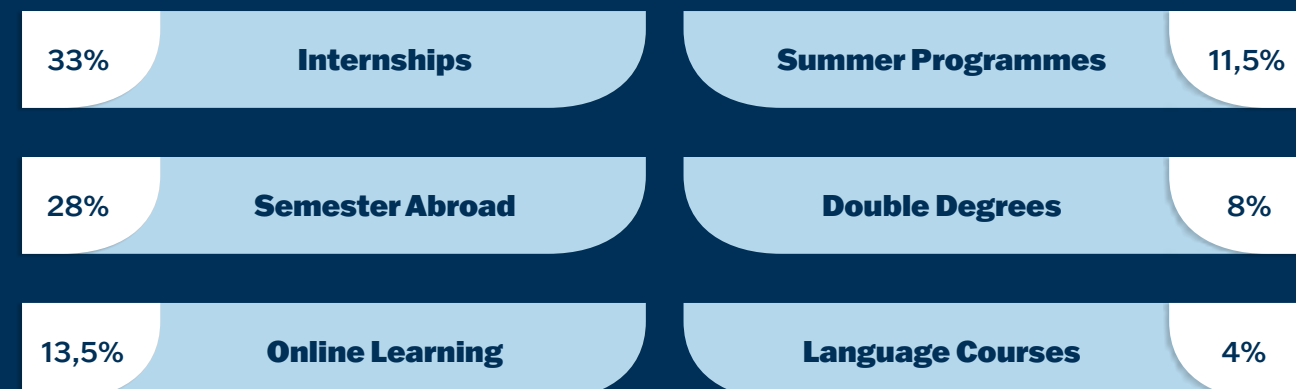 33% Internships
Summer Programmes 11,5%
28% Semester Abroad
Double Degrees 8%
13,5% Online Learning
Language Courses 4%